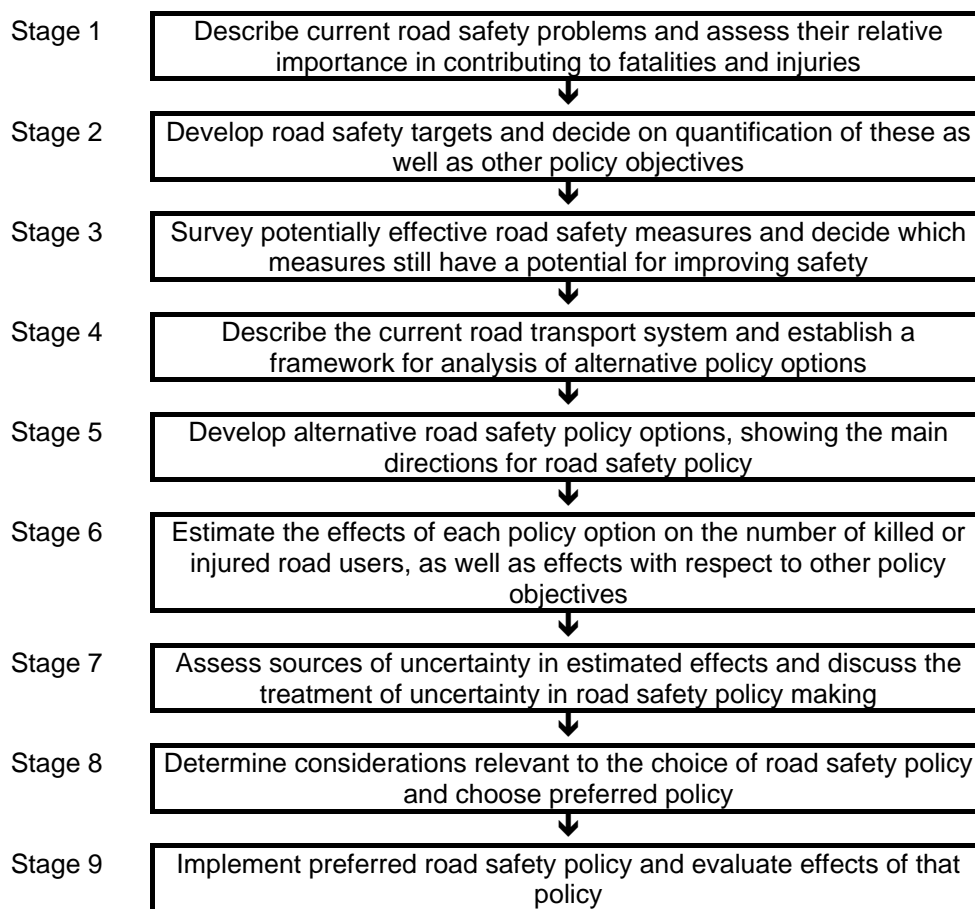 Stage 1
Describe current road safety problems and assess their relative
importance in contributing to fatalities and injuries
Stage 2
Develop road safety targets and decide on quantification of these as
well as other policy objectives
Stage 3
Survey potentially effective road safety measures and decide which
measures still have a potential for improving safety
Stage 4
Describe the current road transport system and establish a
framework for analysis of alternative policy options
Stage 5
Develop alternative road safety policy options, showing the main
directions for road safety policy
Stage 6
Estimate the effects of each policy option on the number of killed or
injured road users, as well as effects with respect to other policy
objectives
Stage 7
Assess sources of uncertainty in estimated effects and discuss the
treatment of uncertainty in road safety policy making
Stage 8
Determine considerations relevant to the choice of road safety policy
and choose preferred policy
Stage 9
Implement preferred road safety policy and evaluate effects of that
policy